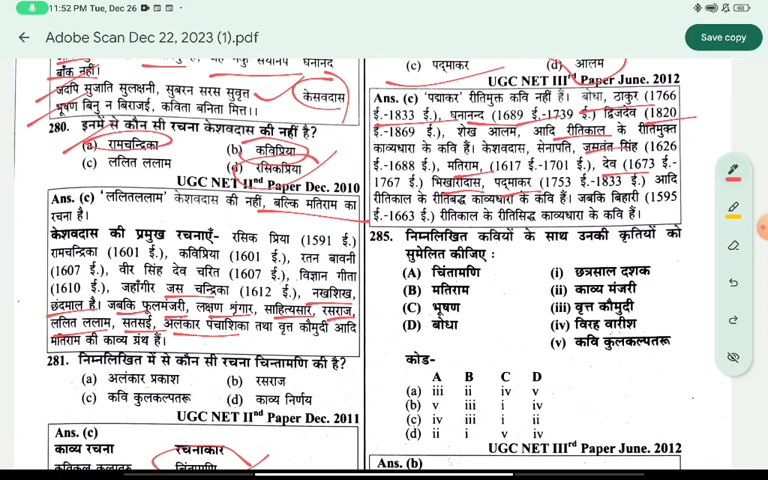 11:52 PM Tue, Dec 26
60
Adobe Scan Dec 22, 2023 (1).pdf
Save copy
बाँक नहीं।
जदपि सुजाति सुलक्षनी, सुबरन सरस सुवृत्त
भूषण बिनु न बिराजई, कविता बनिता मित्त।।
केसवदास
280. इनमें से कौन सी रचना केशवदास की नहीं है?
(a) रामचन्द्रिका (b) कविप्रिया
(c) ललित ललाम (d) रसिकप्रिया
UGC NET IInd Paper Dec. 2010
Ans. (c) 'ललितललाम' केशवदास की नहीं, बल्कि मतिराम का
रचना है।
केशवदास की प्रमुख रचनाएँ- रसिक प्रिया (1591 ई.)
रामचन्द्रिका (1601 ई.), कविप्रिया (1601 ई.), रतन बावनी
(1607 ई.), वीर सिंह देव चरित (1607 ई.), विज्ञान गीता
(1610 ई.), जहाँगीर जस चन्द्रिका (1612 ई.), नखशिख,
छंदमाल है। जबकि फूलमंजरी, लक्षण शृंगार, साहित्यसार, रसराज,
ललित ललाम, सतसई, अलंकार पंचाशिका तथा वृत्त कौमुदी आदि
मतिराम की काव्य ग्रंथ हैं।
281. निम्नलिखित में से कौन सी रचना चिन्तामणि की है?
(a) अलंकार प्रकाश (b) रसराज
(c) कवि कुलकल्पतरू (d) काव्य निर्णय
UGC NET IInd Paper Dec. 2011
Ans. (c)
काव्य रचना रचनाकार
चिंतामणि
(c) पद्माकर (d) आलम
UGC NET IIIrd Paper June. 2012
Ans. (c) 'पद्माकर' रीतिमुक्त कवि नहीं हैं। बोधा, ठाकुर (1766
ई.-1833 ई.), घनानन्द (1689 ई.-1739 ई.) द्विजदेव (1820
ई.-1869 ई.), शेख आलम, आदि रीतिकाल के रीतिमुक्त
काव्यधारा के कवि हैं। केशवदास, सेनापति, जसवंत सिंह (1626
ई.-1688 ई.), मतिराम, (1617 ई.-1701 ई.), देव (1673 ई.-
1767 ई.), भिखारीदास, पद्माकर (1753 ई.-1833 ई.) आदि
रीतिकाल के रीतिबद्ध काव्यधारा के कवि हैं। जबकि बिहारी (1595
ई.-1663 ई.) रीतिकाल के रीतिसिद्ध काव्यधारा के कवि हैं।
285. निम्नलिखित कवियों के साथ उनकी कृतियों को
सुमेलित कीजिए :
(A) चिंतामणि (i) छत्रसाल दशक
(B) मतिराम (ii) काव्य मंजरी
(C) भूषण (iii) वृत्त कौमुदी
(D) बोधा (iv) विरह वारीश
(v) कवि कुलकल्पतरू
कोड-
A B C D
(a) iii ii iv v
(b) v iii i iv
(c) iv iii i ii
(d) ii i v iv
UGC NET IIIrd Paper June. 2012
Ans. (b)